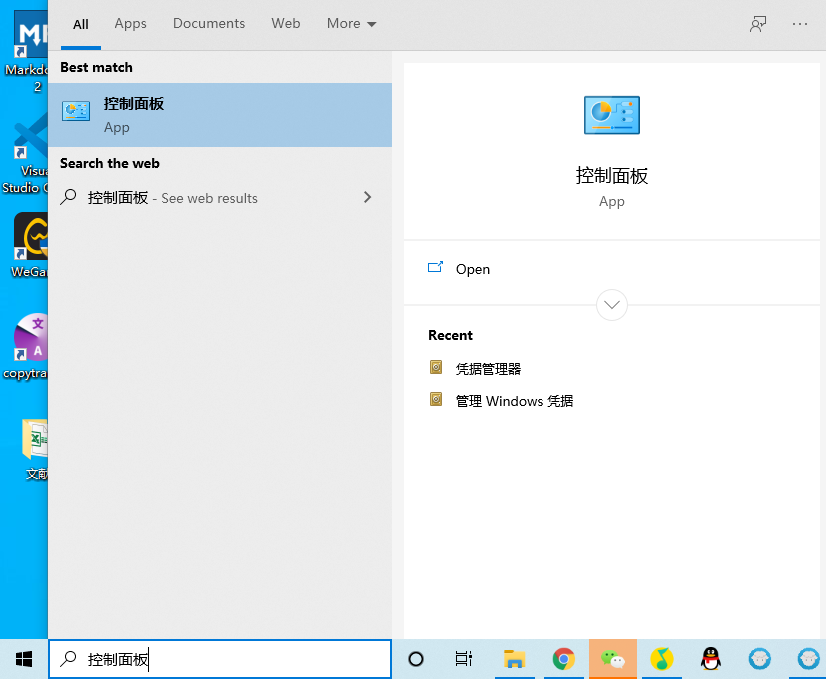 All Apps Documents Web More
Best match
控制面板
App
Search the web
控制面板 - See web results
控制面板
App
Open
Recent
凭据管理器
管理 Windows 凭据
Markdo
2
Visua
Studio C
WeGam
文
A
copytra
文献
控制面板